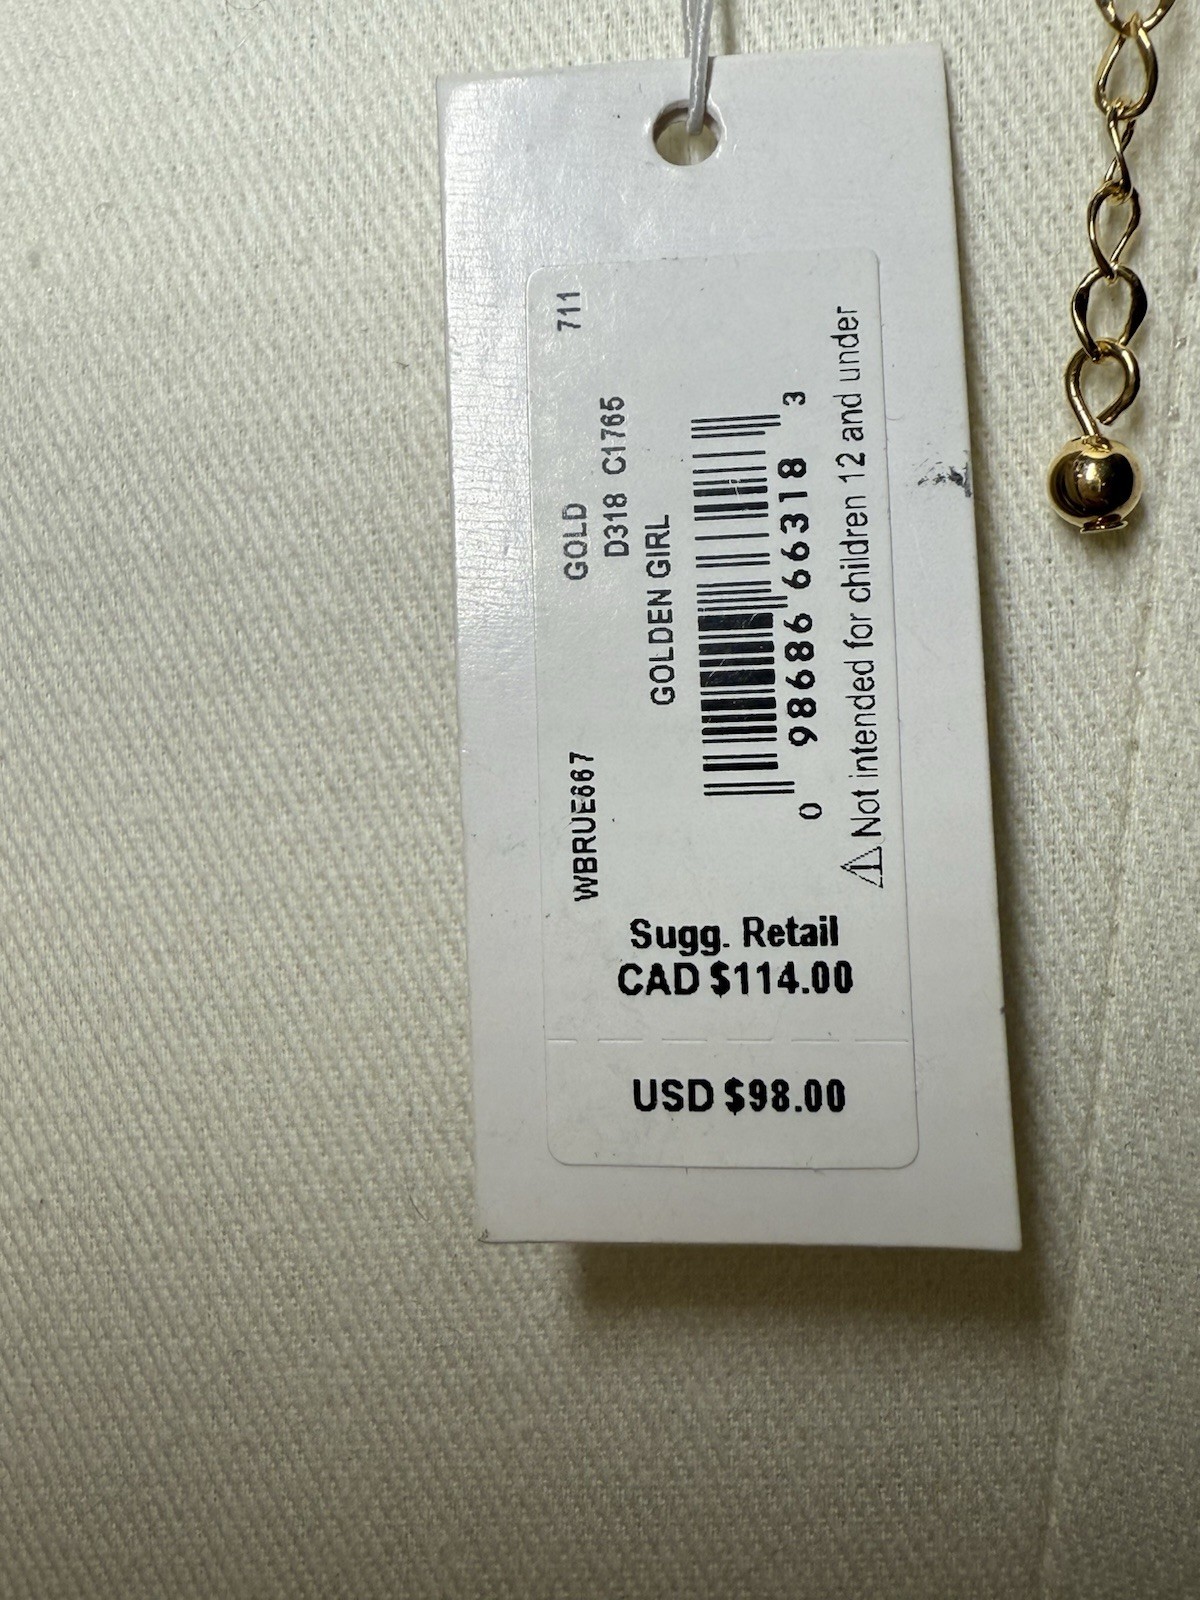 WBRUE667 GOLD 711
D318 C1765
GOLDEN GIRL
0 98686 66318 3
⚠ Not intended for children 12 and under
Sugg. Retail
CAD $114.00
USD $98.00